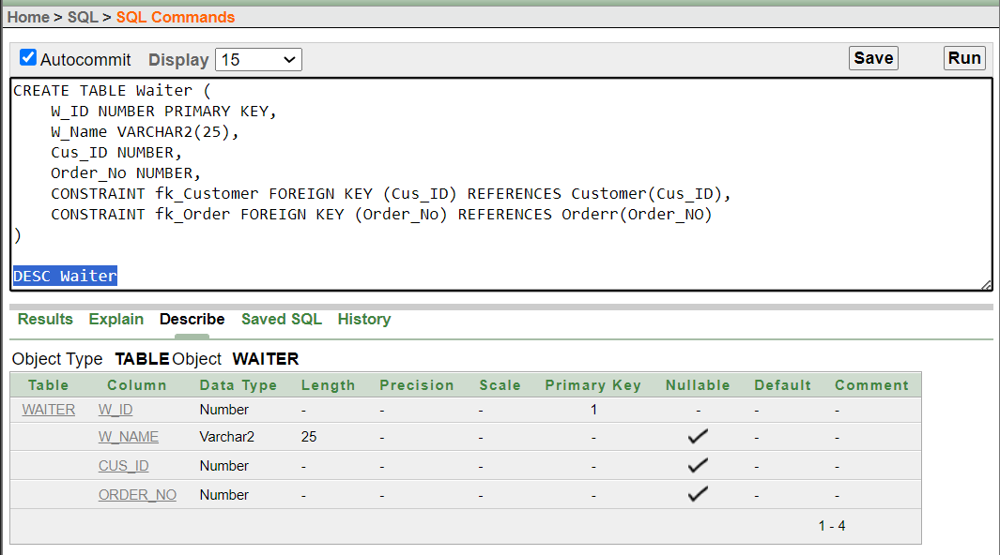 Home > SQL > SQL Commands
Autocommit Display 15 Save Run
CREATE TABLE Waiter (
W_ID NUMBER PRIMARY KEY,
W_Name VARCHAR2(25),
Cus_ID NUMBER,
Order_No NUMBER,
CONSTRAINT fk_Customer FOREIGN KEY (Cus_ID) REFERENCES Customer(Cus_ID),
CONSTRAINT fk_Order FOREIGN KEY (Order_No) REFERENCES Orderr(Order_NO)
)
DESC Waiter
Results Explain Describe Saved SQL History
Object Type TABLE Object WAITER
Table Column Data Type Length Precision Scale Primary Key Nullable Default Comment
WAITER W_ID Number - - - 1 - - -
W_NAME Varchar2 25 - - - ✓ - -
CUS_ID Number - - - - ✓ - -
ORDER_NO Number - - - - ✓ - -
1 - 4